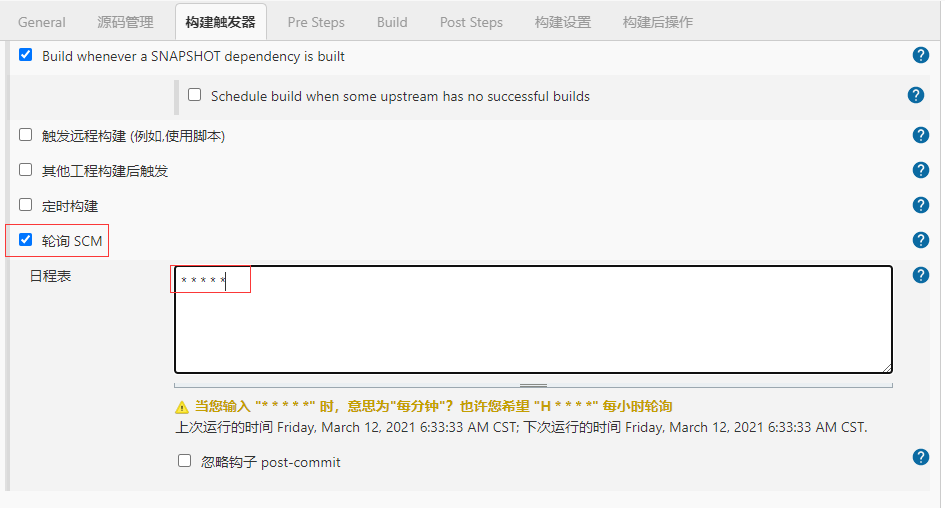 General 源码管理 构建触发器 Pre Steps Build Post Steps 构建设置 构建后操作
Build whenever a SNAPSHOT dependency is built
Schedule build when some upstream has no successful builds
触发远程构建 (例如,使用脚本)
其他工程构建后触发
定时构建
轮询 SCM
日程表
* * * * *
当您输入 "* * * * *" 时，意思为"每分钟"？也许您希望 "H * * * *" 每小时轮询
上次运行的时间 Friday, March 12, 2021 6:33:33 AM CST; 下次运行的时间 Friday, March 12, 2021 6:33:33 AM CST.
忽略钩子 post-commit